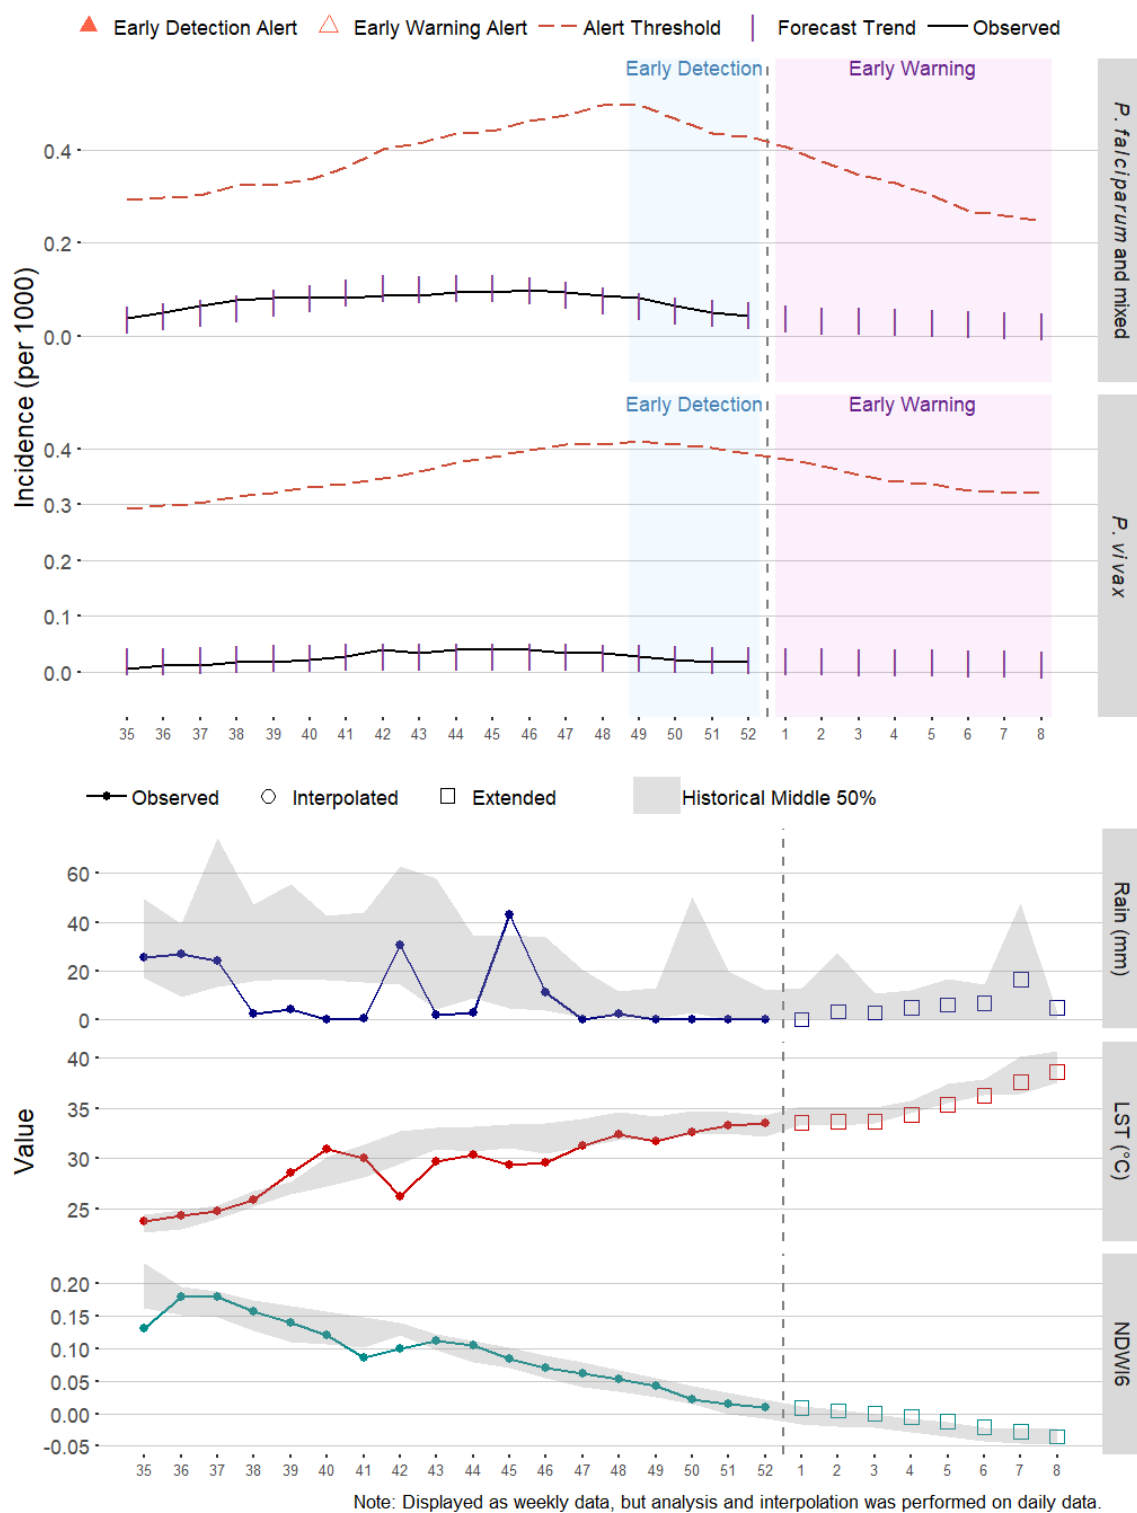 Early Detection Alert Early Warning Alert Alert Threshold Forecast Trend Observed
Early Detection Early Warning
0.4
0.2
0.0
P. falciparum and mixed
Incidence (per 1000)
Early Detection Early Warning
0.4
0.3
0.2
0.1
0.0
P. vivax
35 36 37 38 39 40 41 42 43 44 45 46 47 48 49 50 51 52 1 2 3 4 5 6 7 8
Observed Interpolated Extended Historical Middle 50%
60
40
20
0
Rain (mm)
40
35
30
25
LST (°C)
Value
0.20
0.15
0.10
0.05
0.00
-0.05
NDWI6
35 36 37 38 39 40 41 42 43 44 45 46 47 48 49 50 51 52 1 2 3 4 5 6 7 8
Note: Displayed as weekly data, but analysis and interpolation was performed on daily data.